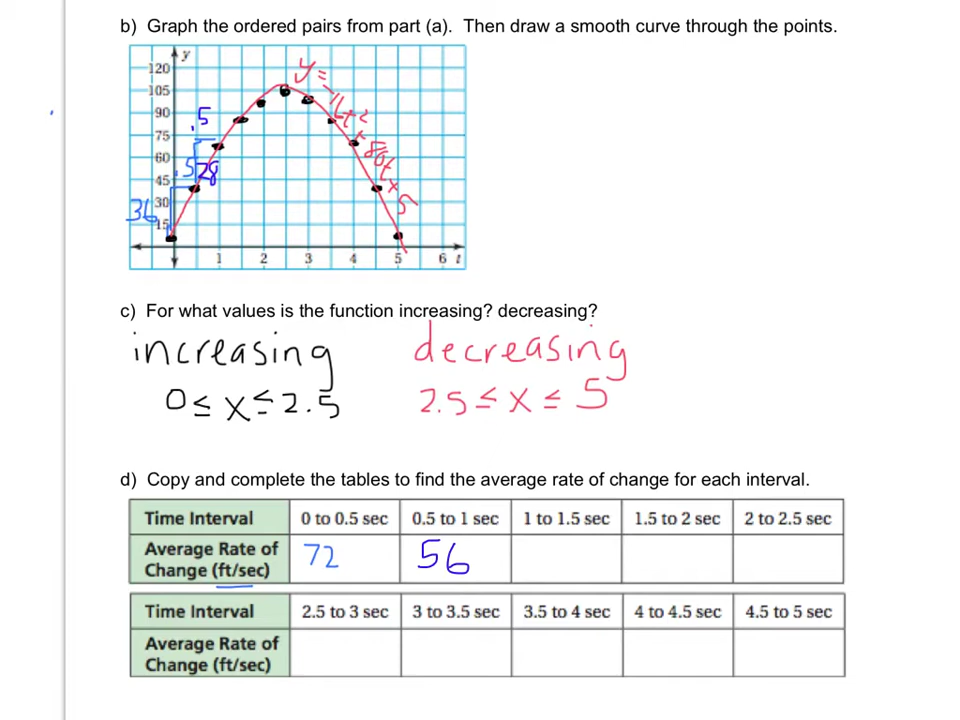 b) Graph the ordered pairs from part (a). Then draw a smooth curve through the points.
y
120
105
90
75
60
45
30
15
1 2 3 4 5 6 t
y = -16t² + 80t + 5
.5
.5 28
36
c) For what values is the function increasing? decreasing?
increasing decreasing
0 ≤ x ≤ 2.5 2.5 ≤ x ≤ 5
d) Copy and complete the tables to find the average rate of change for each interval.
Time Interval 0 to 0.5 sec 0.5 to 1 sec 1 to 1.5 sec 1.5 to 2 sec 2 to 2.5 sec
Average Rate of
Change (ft/sec) 72 56
Time Interval 2.5 to 3 sec 3 to 3.5 sec 3.5 to 4 sec 4 to 4.5 sec 4.5 to 5 sec
Average Rate of
Change (ft/sec)